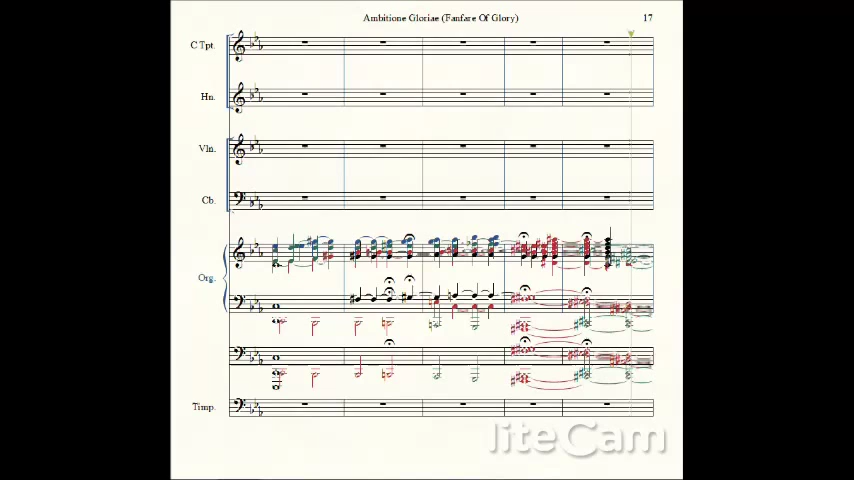 Ambitione Gloriae (Fanfare Of Glory) 17
C Tpt.
Hn.
Vln.
Cb.
Org.
Timp.
liteCam